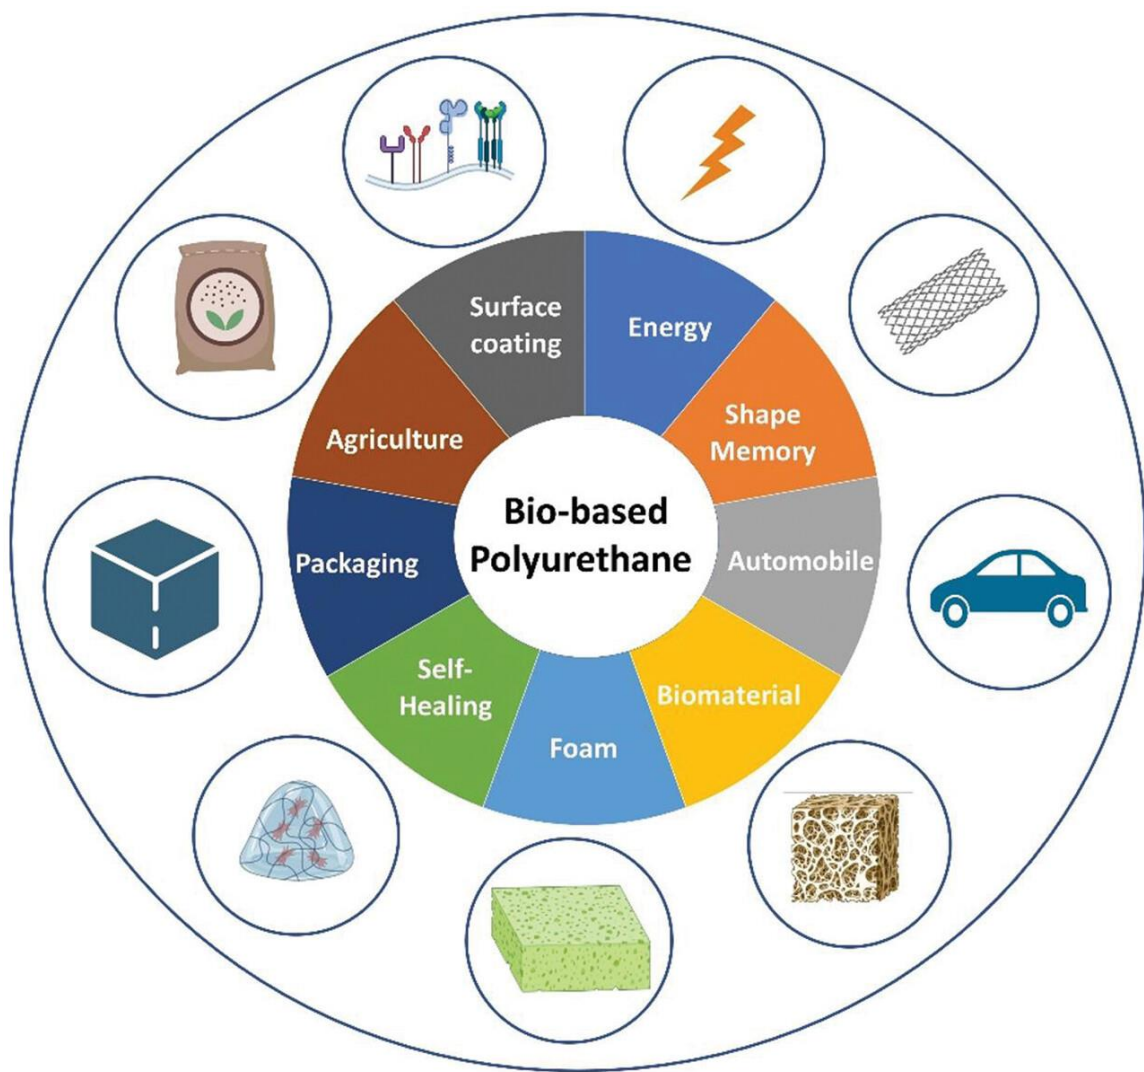 Surface
coating
Energy
Shape
Memory
Agriculture
Bio-based
Polyurethane
Packaging
Automobile
Self-
Healing
Biomaterial
Foam